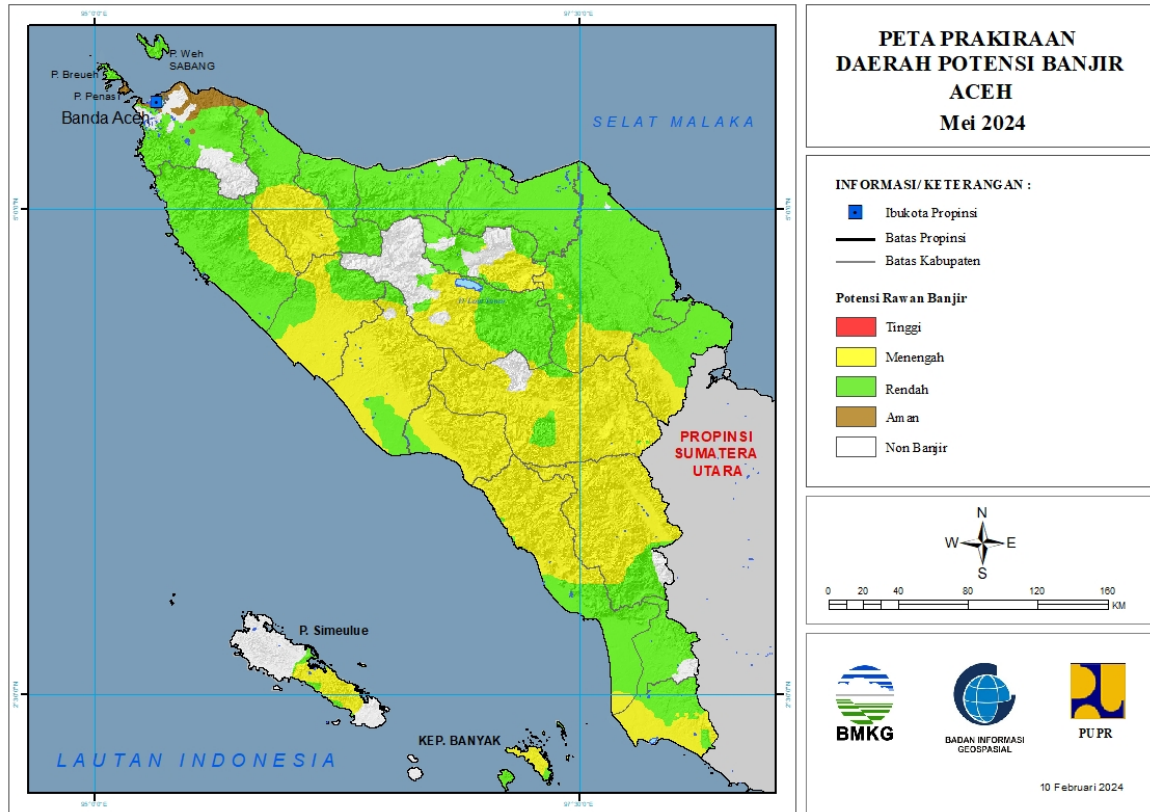 PETA PRAKIRAAN
DAERAH POTENSI BANJIR
ACEH
Mei 2024
INFORMASI/ KETERANGAN :
Ibukota Propinsi
Batas Propinsi
Batas Kabupaten
Potensi Rawan Banjir
Tinggi
Menengah
Rendah
Aman
Non Banjir
N
W E
S
0 20 40 80 120 160
KM
BMKG
BADAN INFORMASI
GEOSPASIAL
PUPR
10 Februari 2024
P. Weh
SABANG
P. Breueh
P. Penasi
Banda Aceh
SELAT MALAKA
PROPINSI
SUMATERA
UTARA
P. Simeulue
KEP. BANYAK
LAUTAN INDONESIA